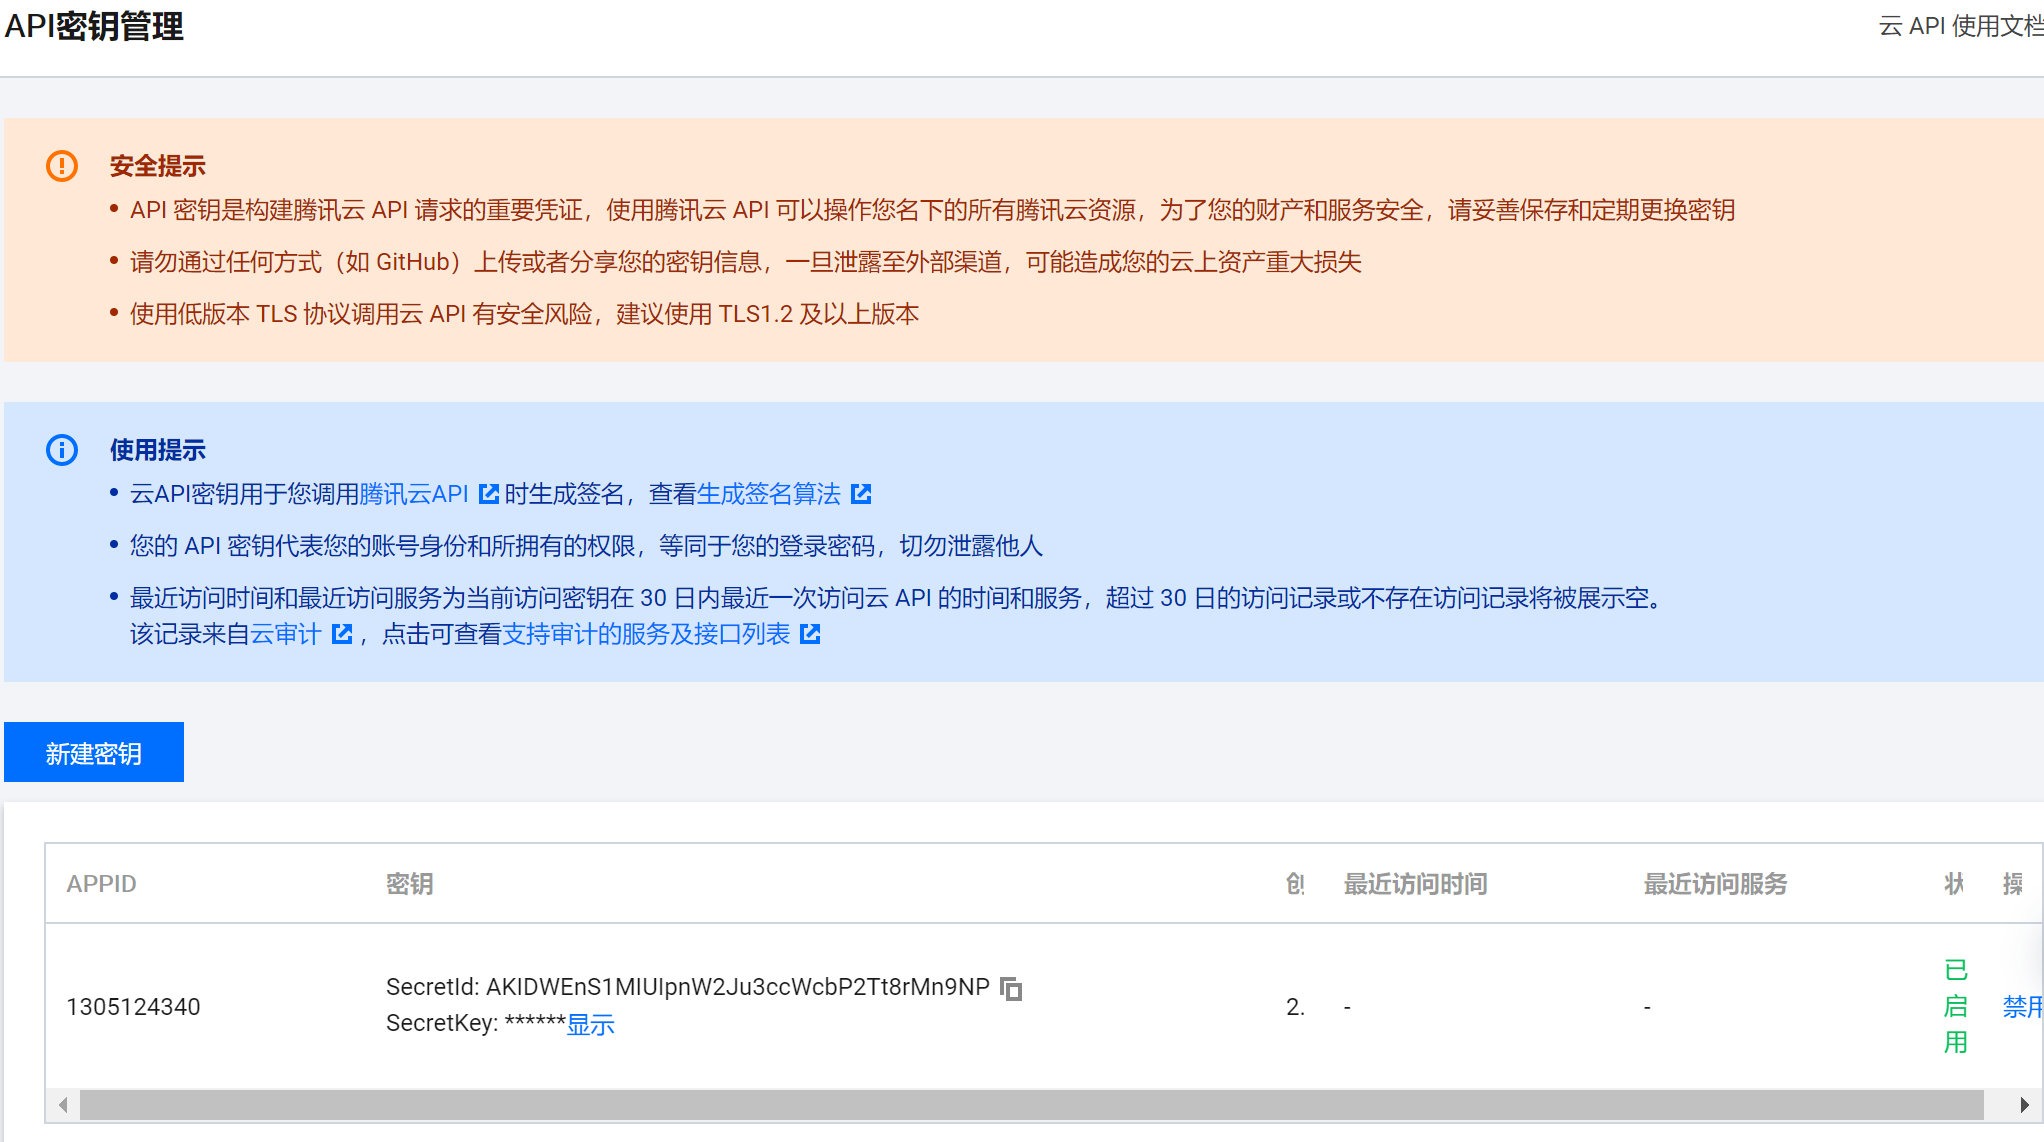 API密钥管理
云 API 使用文档
安全提示
• API 密钥是构建腾讯云 API 请求的重要凭证，使用腾讯云 API 可以操作您名下的所有腾讯云资源，为了您的财产和服务安全，请妥善保存和定期更换密钥
• 请勿通过任何方式（如 GitHub）上传或者分享您的密钥信息，一旦泄露至外部渠道，可能造成您的云上资产重大损失
• 使用低版本 TLS 协议调用云 API 有安全风险，建议使用 TLS1.2 及以上版本
使用提示
• 云API密钥用于您调用腾讯云API 时生成签名，查看生成签名算法
• 您的 API 密钥代表您的账号身份和所拥有的权限，等同于您的登录密码，切勿泄露他人
• 最近访问时间和最近访问服务为当前访问密钥在 30 日内最近一次访问云 API 的时间和服务，超过 30 日的访问记录或不存在访问记录将被展示空。
该记录来自云审计 ，点击可查看支持审计的服务及接口列表
新建密钥
APPID 密钥 创 最近访问时间 最近访问服务 状 操
1305124340
SecretId: AKIDWEnS1MIUIpnW2Ju3ccWcbP2Tt8rMn9NP
SecretKey: ******显示
2. - -
已
启
用
禁用